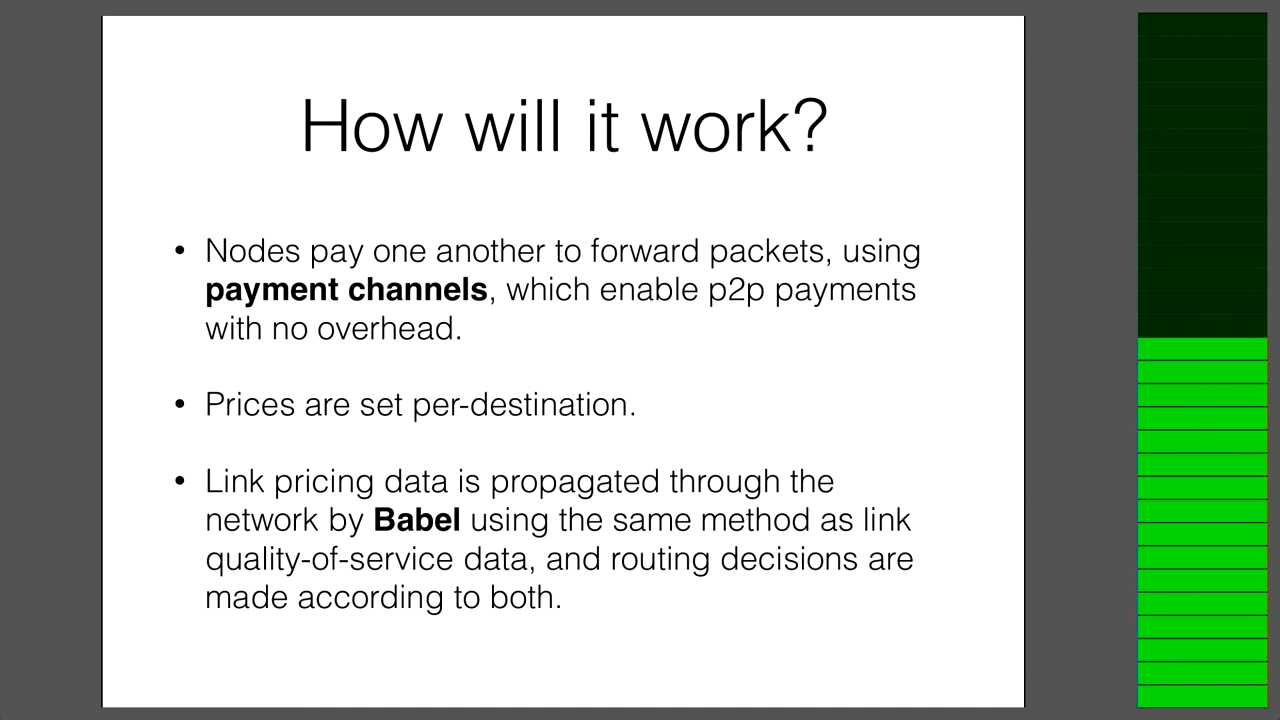 How will it work?
• Nodes pay one another to forward packets, using
payment channels, which enable p2p payments
with no overhead.
• Prices are set per-destination.
• Link pricing data is propagated through the
network by Babel using the same method as link
quality-of-service data, and routing decisions are
made according to both.